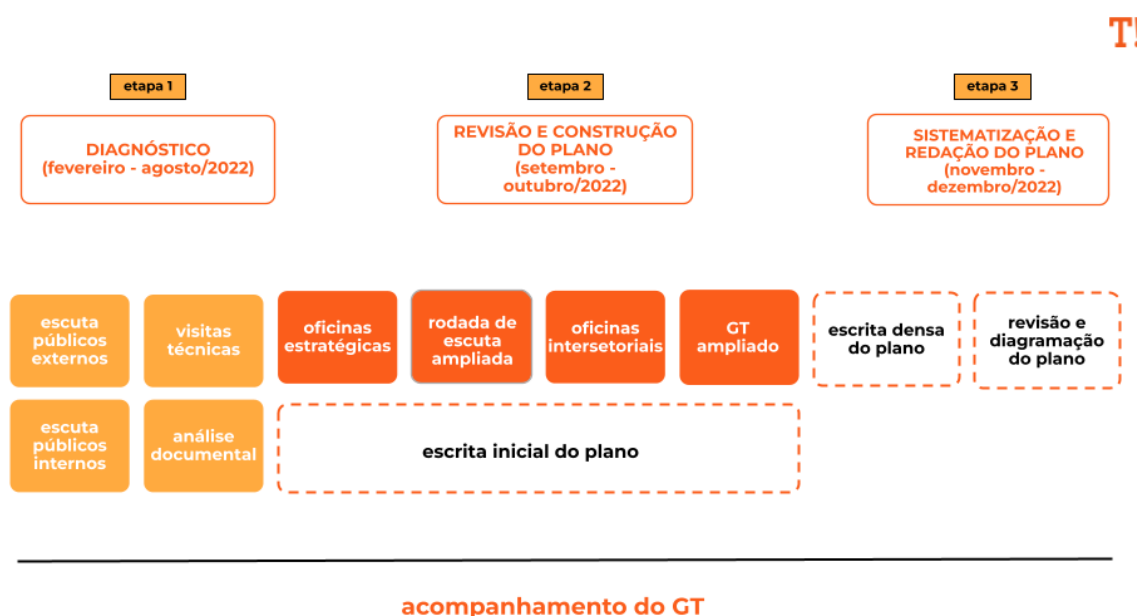 T!
etapa 1
DIAGNÓSTICO
(fevereiro - agosto/2022)
etapa 2
REVISÃO E CONSTRUÇÃO
DO PLANO
(setembro -
outubro/2022)
etapa 3
SISTEMATIZAÇÃO E
REDAÇÃO DO PLANO
(novembro -
dezembro/2022)
escuta
públicos
externos
visitas
técnicas
oficinas
estratégicas
rodada de
escuta
ampliada
oficinas
intersetoriais
GT
ampliado
escrita densa
do plano
revisão e
diagramação
do plano
escuta
públicos
internos
análise
documental
escrita inicial do plano
acompanhamento do GT